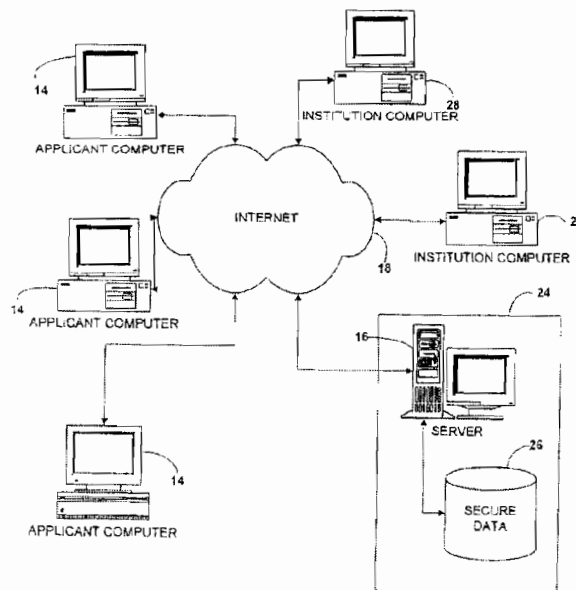 14
APPLICANT COMPUTER
28
INSTITUTION COMPUTER
INTERNET
18
14
APPLICANT COMPUTER
2
INSTITUTION COMPUTER
24
16
SERVER
14
APPLICANT COMPUTER
26
SECURE
DATA